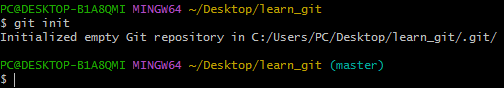 PC@DESKTOP-B1A8QMI MINGW64 ~/Desktop/learn_git
$ git init
Initialized empty Git repository in C:/Users/PC/Desktop/learn_git/.git/
PC@DESKTOP-B1A8QMI MINGW64 ~/Desktop/learn_git (master)
$